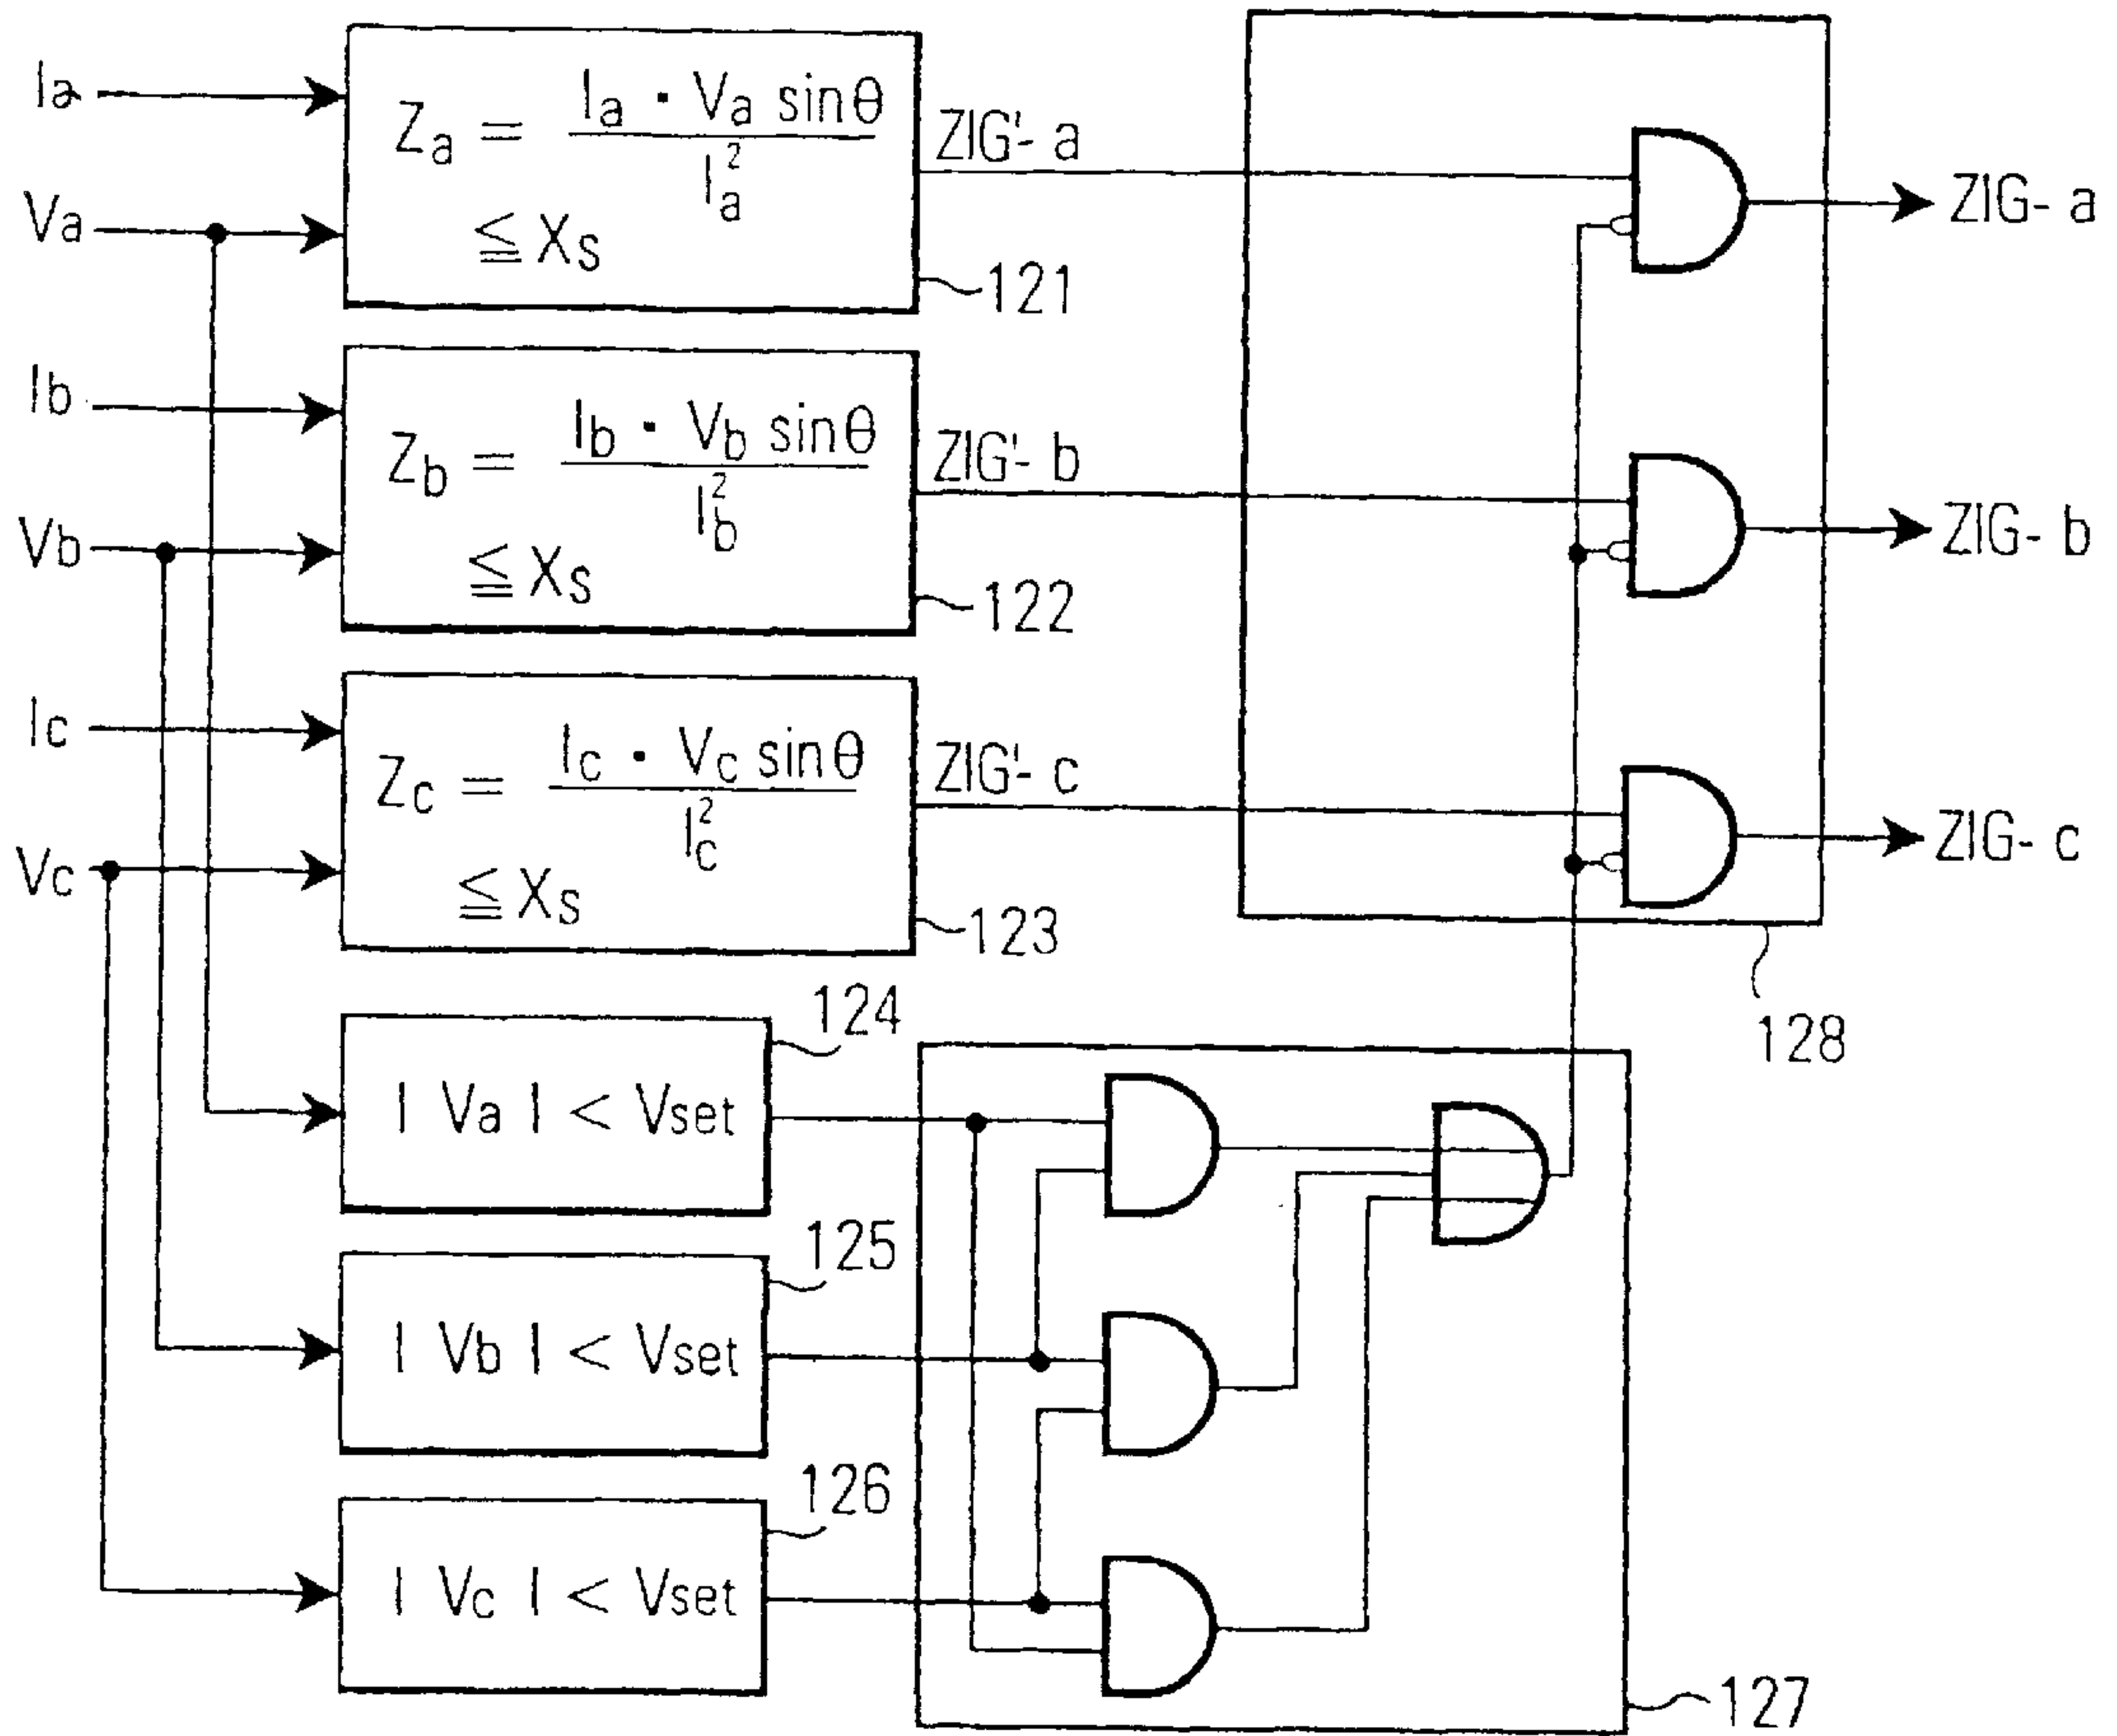 Ia
Va
Za = Ia · Va sinθ / Ia²
≦ Xs
121
ZIG'- a
ZIG- a
Ib
Vb
Zb = Ib · Vb sinθ / Ib²
≦ Xs
122
ZIG'- b
ZIG- b
Ic
Vc
Zc = Ic · Vc sinθ / Ic²
≦ Xs
123
ZIG'- c
ZIG- c
128
124
| Va | < Vset
125
| Vb | < Vset
126
| Vc | < Vset
127